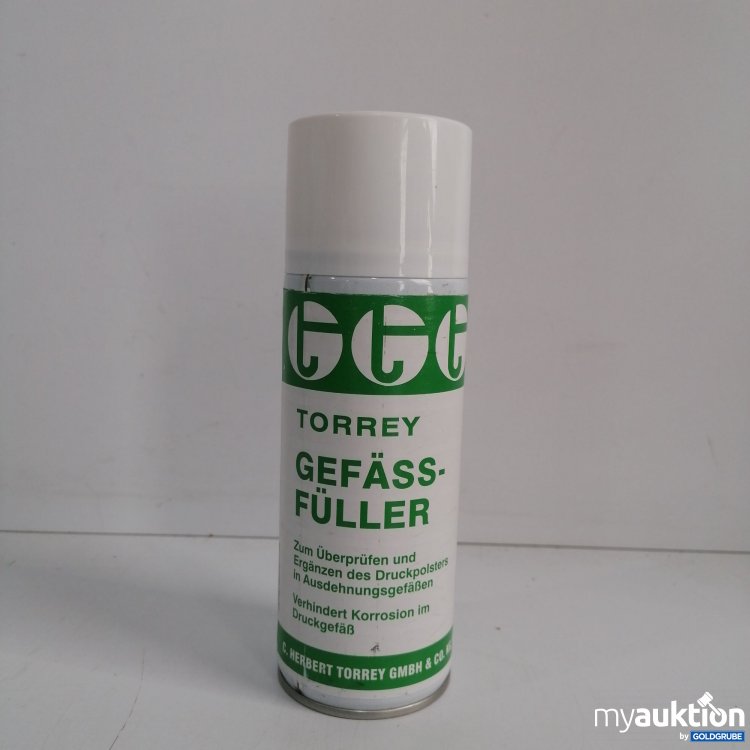 TORREY
GEFÄSS-
FÜLLER
Zum Überprüfen und
Ergänzen des Druckpolsters
in Ausdehnungsgefäßen
Verhindert Korrosion im
Druckgefäß
C. HERBERT TORREY GMBH & CO.
myauktion
by GOLDGRUBE